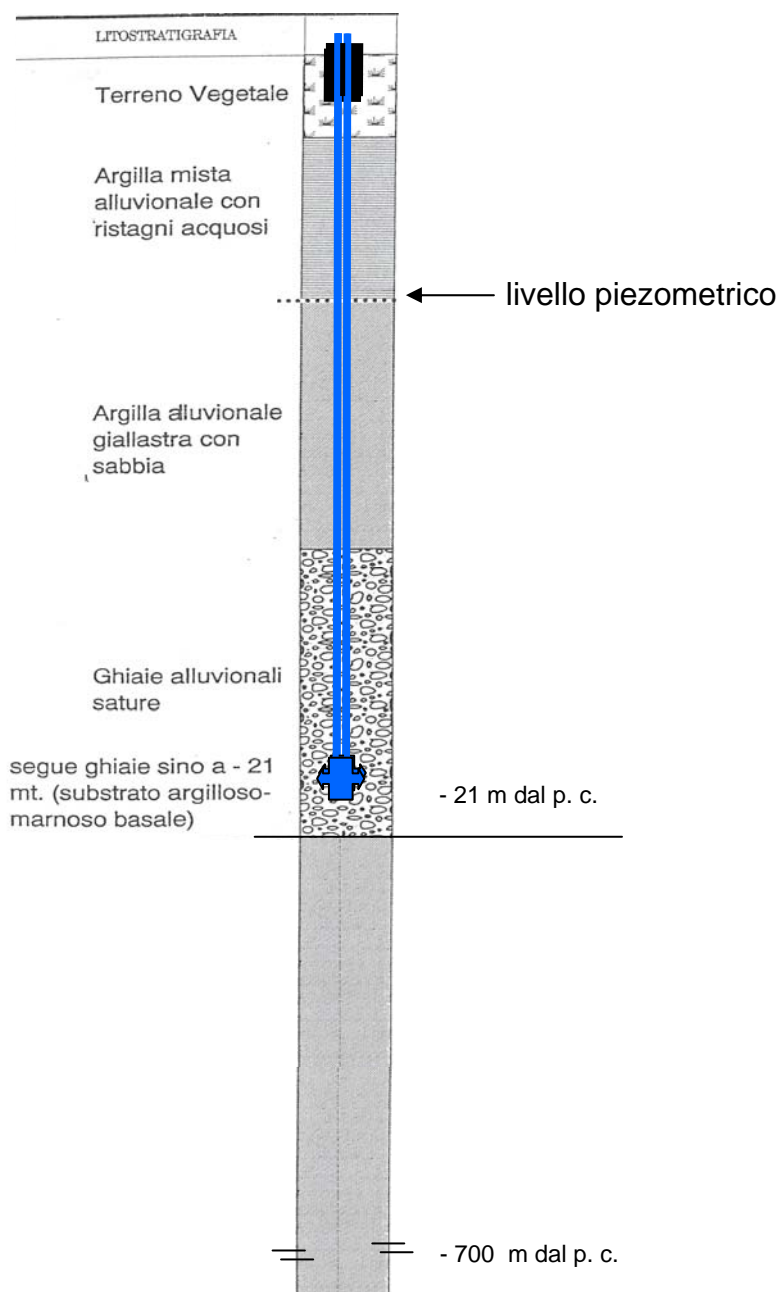 LITOSTRATIGRAFIA
Terreno Vegetale
Argilla mista
alluvionale con
ristagni acquosi
livello piezometrico
Argilla alluvionale
giallastra con
sabbia
Ghiaie alluvionali
sature
segue ghiaie sino a - 21
mt. (substrato argilloso-
marnoso basale)
- 21 m dal p. c.
- 700 m dal p. c.